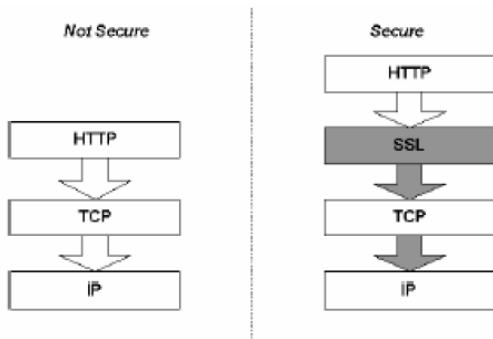 Not Secure
HTTP
TCP
IP
Secure
HTTP
SSL
TCP
IP